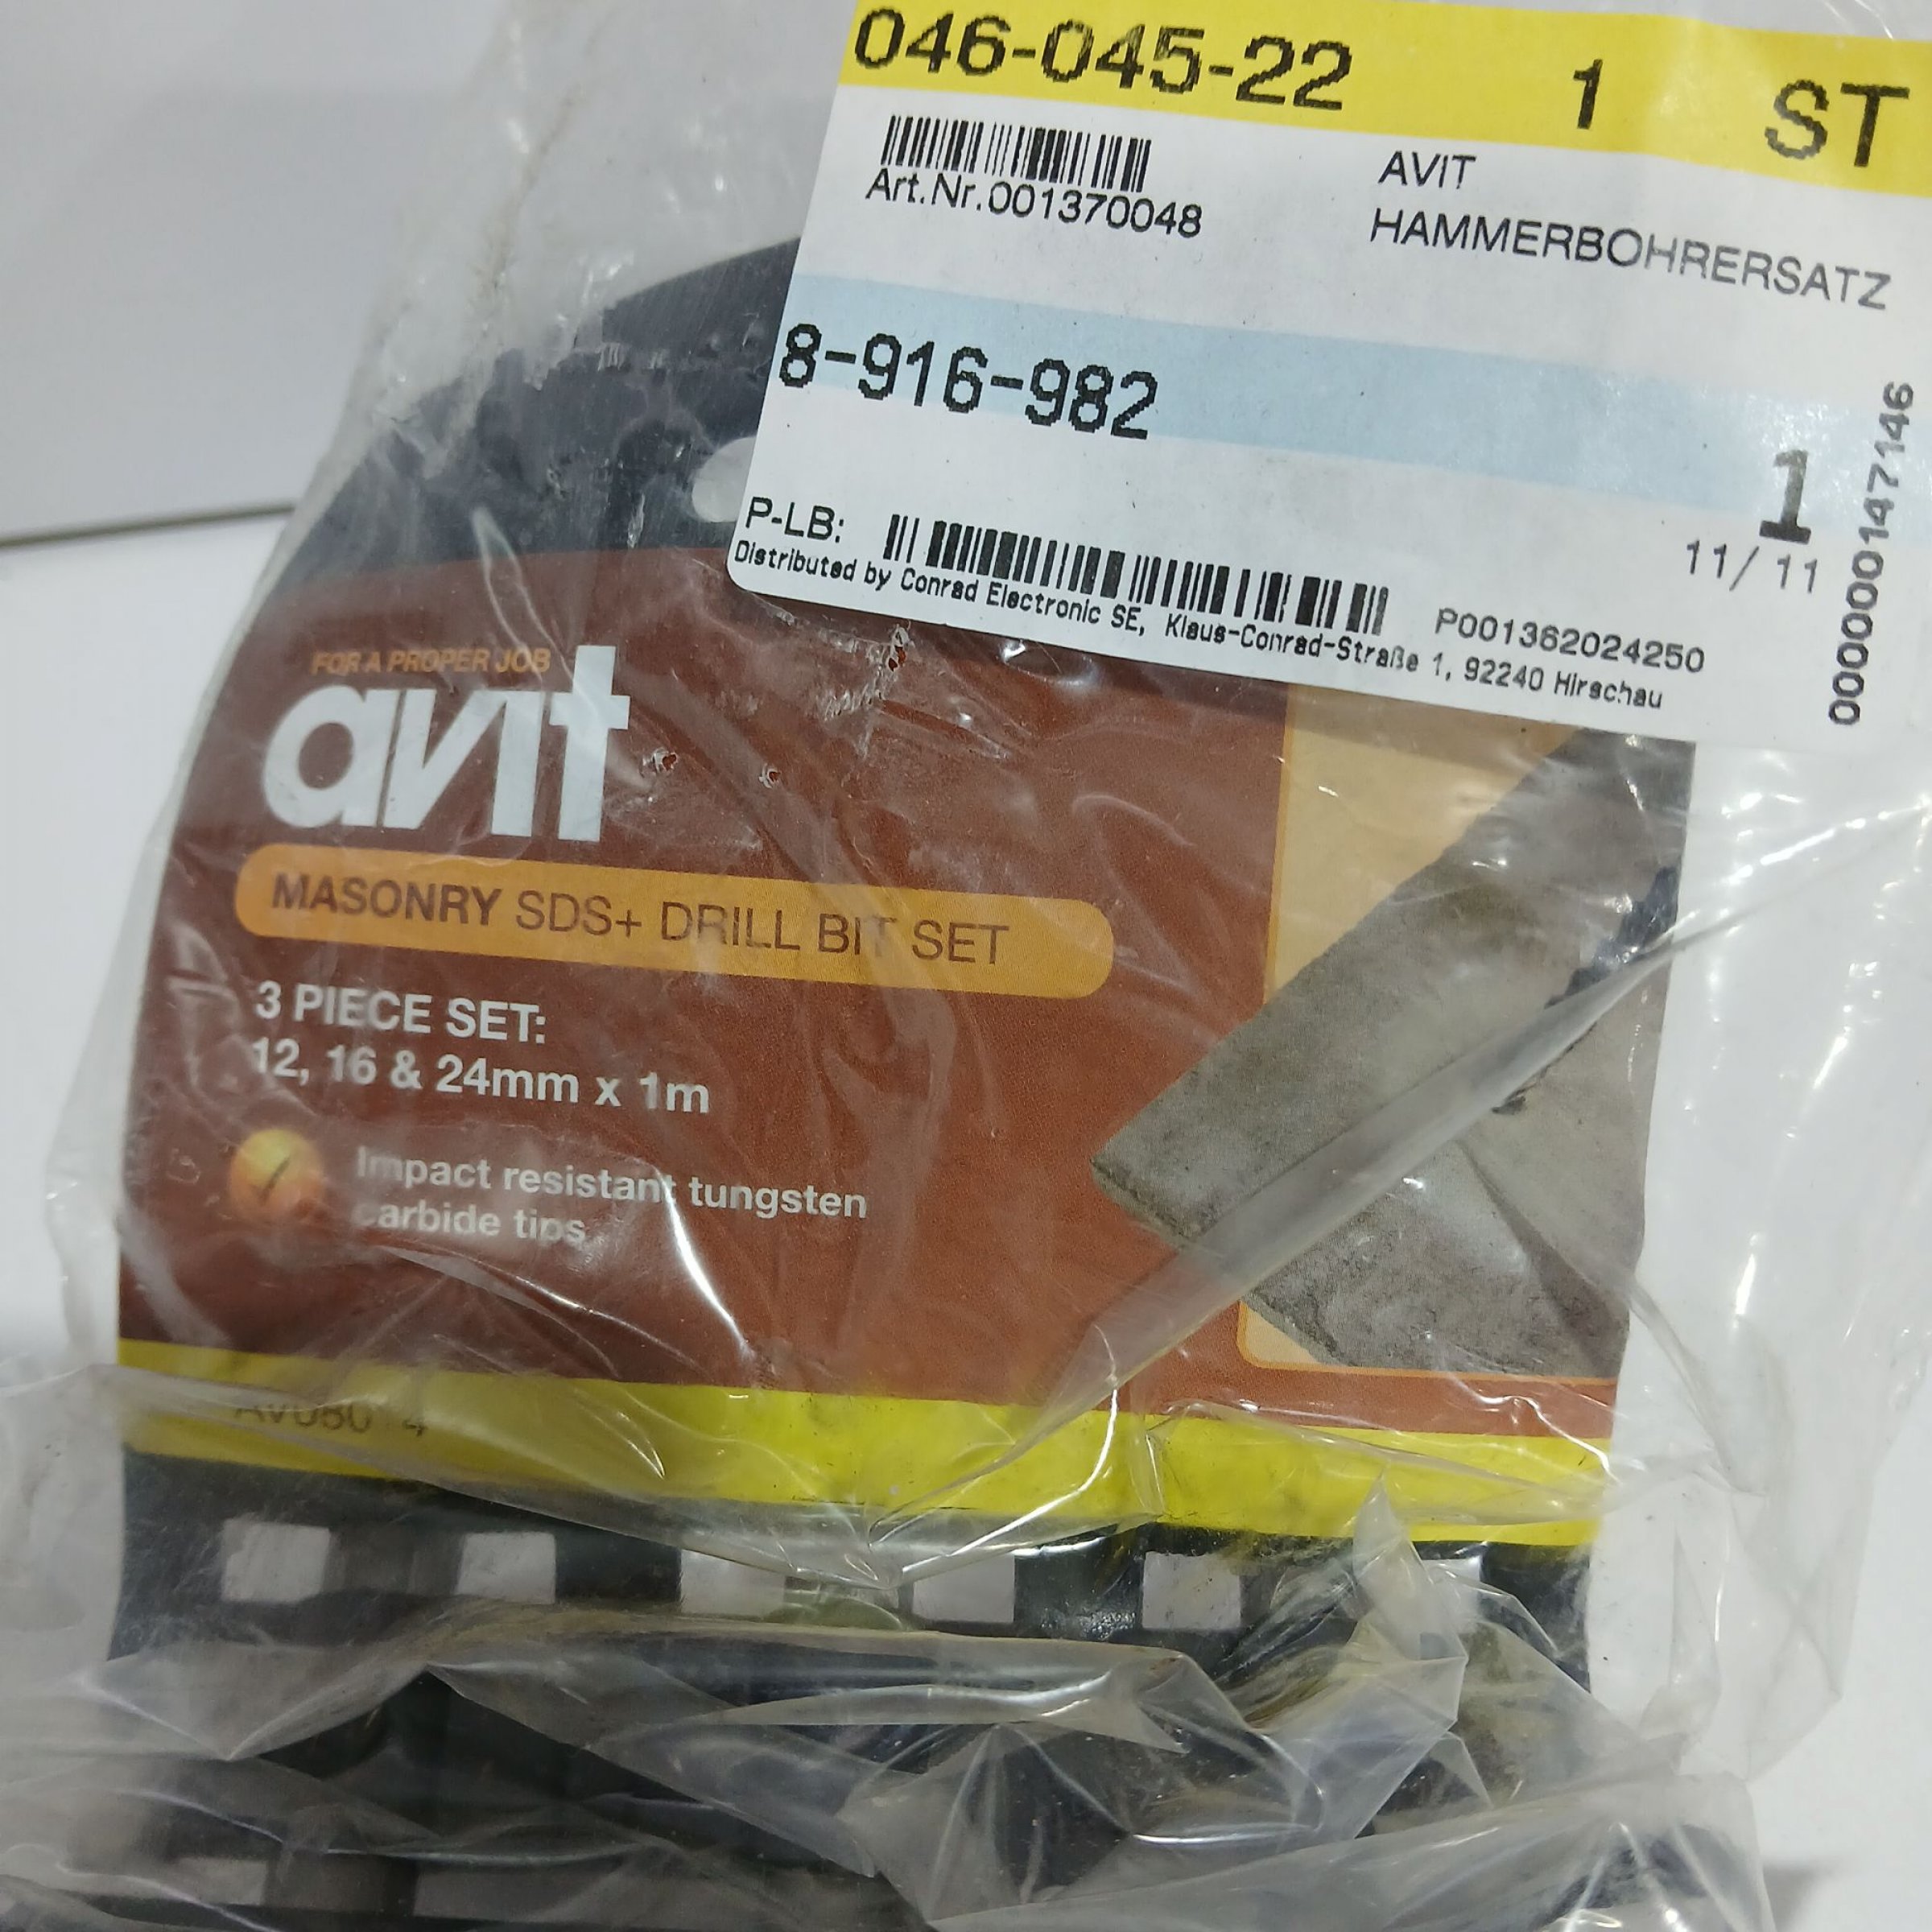 046-045-22 1 ST
Art.Nr.001370048
AVIT
HAMMERBOHRERSATZ
8-916-982
1
11/11
P-LB:
P001362024250
Distributed by Conrad Electronic SE, Klaus-Conrad-Straße 1, 92240 Hirschau
0000000147146
FOR A PROPER JOB
avit
MASONRY SDS+ DRILL BIT SET
3 PIECE SET:
12, 16 & 24mm x 1m
Impact resistant tungsten
carbide tips